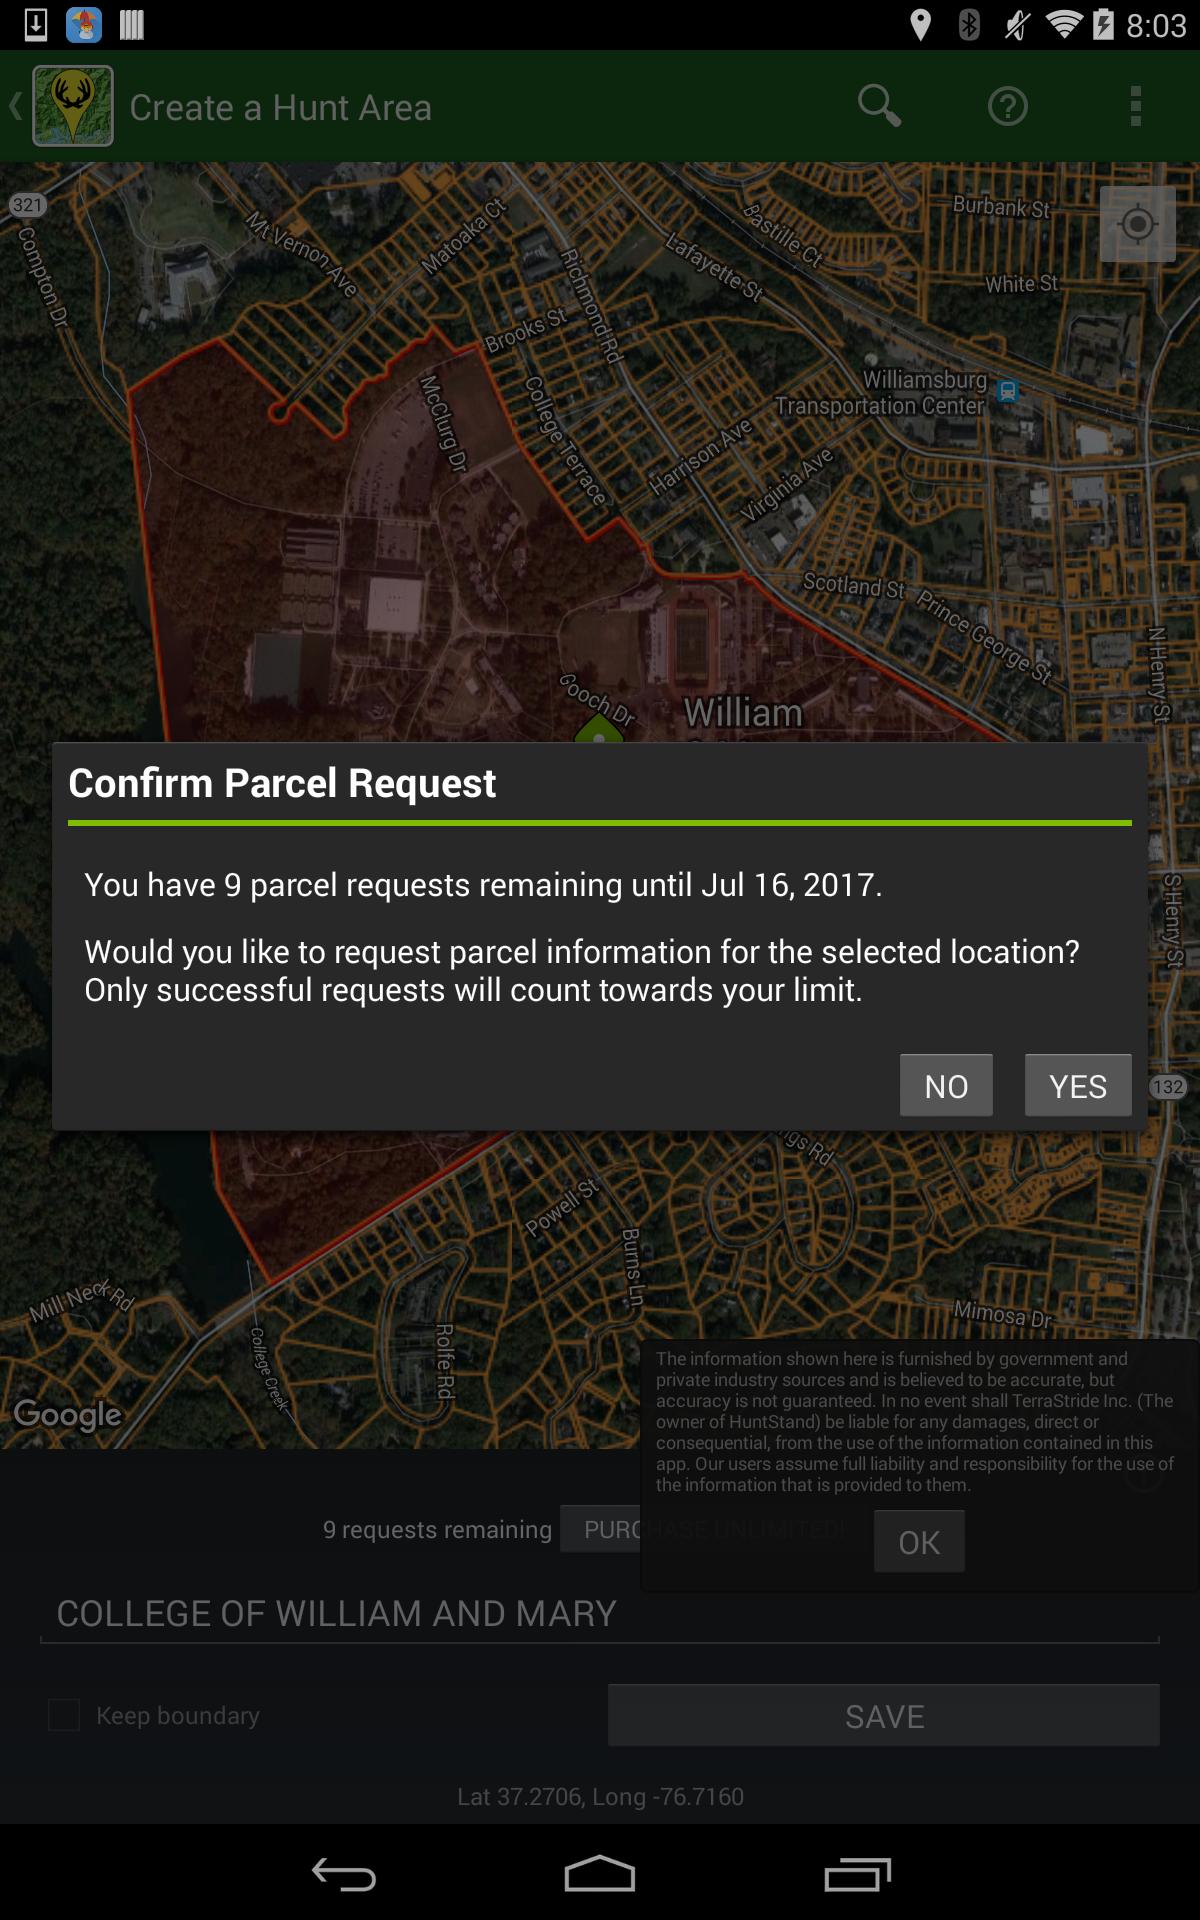 8:03
Create a Hunt Area
321
Compton Dr
Mt Vernon Ave
Matoaka Ct
Richmond Rd
Lafayette St
Bastille Ct
Burbank St
White St
Brooks St
McClurg Dr
College Terrace
Harrison Ave
Virginia Ave
Williamsburg
Transportation Center
Scotland St
Prince George St
N Henry St
Gooch Dr
William
Confirm Parcel Request
You have 9 parcel requests remaining until Jul 16, 2017.
Would you like to request parcel information for the selected location?
Only successful requests will count towards your limit.
NO
YES
S Henry St
132
ngs Rd
Powell St
Burns Ln
Mill Neck Rd
College Creek
Rolfe Rd
Mimosa Dr
Google
The information shown here is furnished by government and
private industry sources and is believed to be accurate, but
accuracy is not guaranteed. In no event shall TerraStride Inc. (The
owner of HuntStand) be liable for any damages, direct or
consequential, from the use of the information contained in this
app. Our users assume full liability and responsibility for the use of
the information that is provided to them.
9 requests remaining
PURCHASE UNLIMITED!
OK
COLLEGE OF WILLIAM AND MARY
Keep boundary
SAVE
Lat 37.2706, Long -76.7160